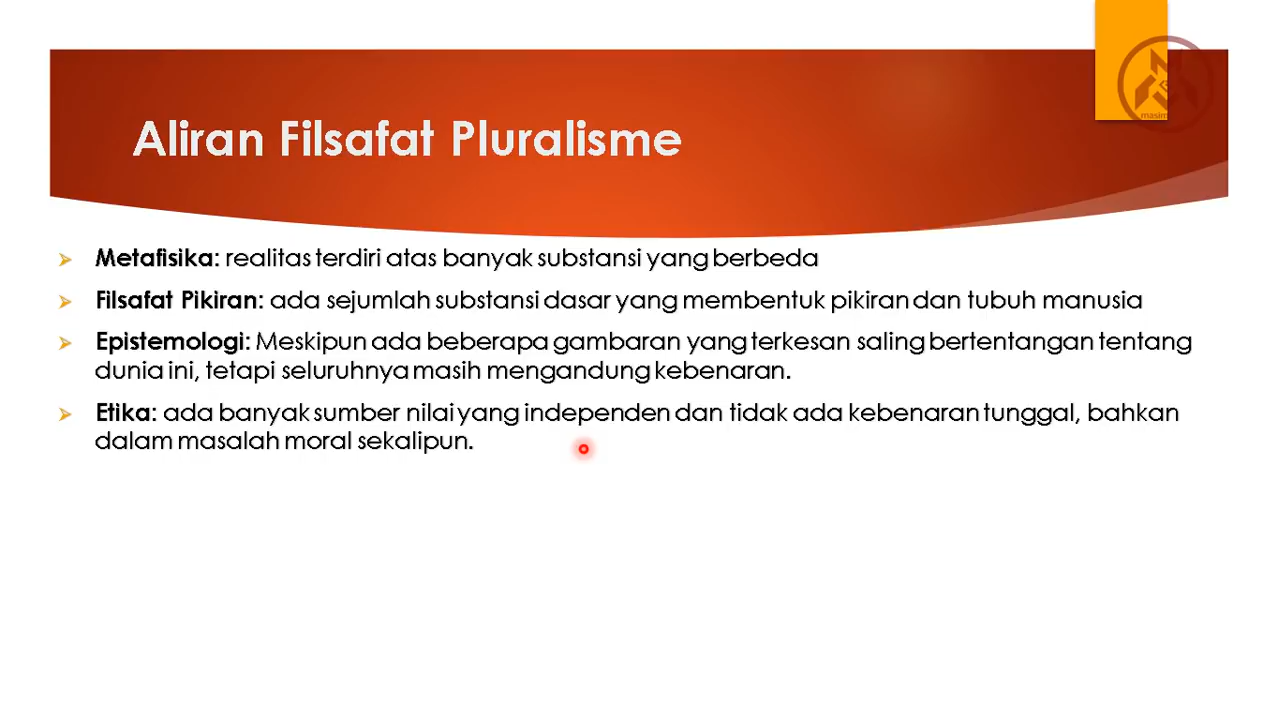 masim
Aliran Filsafat Pluralisme
Metafisika: realitas terdiri atas banyak substansi yang berbeda
Filsafat Pikiran: ada sejumlah substansi dasar yang membentuk pikiran dan tubuh manusia
Epistemologi: Meskipun ada beberapa gambaran yang terkesan saling bertentangan tentang
dunia ini, tetapi seluruhnya masih mengandung kebenaran.
Etika: ada banyak sumber nilai yang independen dan tidak ada kebenaran tunggal, bahkan
dalam masalah moral sekalipun.